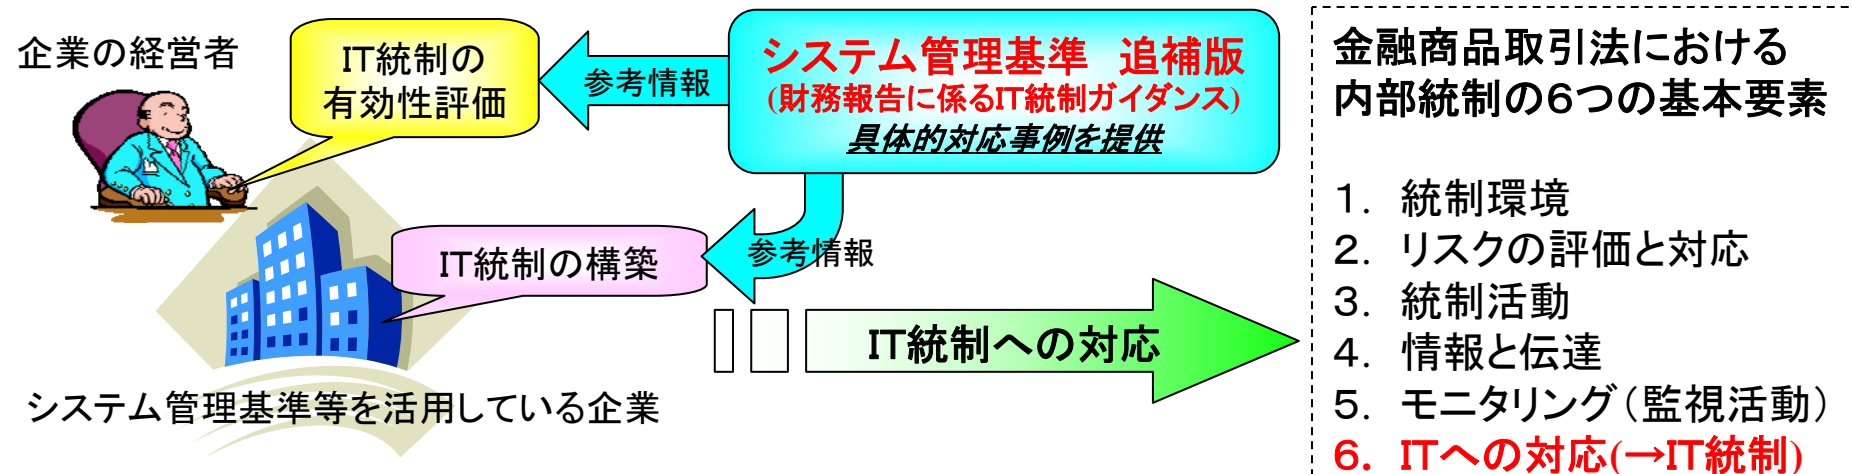 企業の経営者
IT統制の
有効性評価
参考情報
システム管理基準　追補版
(財務報告に係るIT統制ガイダンス)
具体的対応事例を提供
参考情報
IT統制の構築
IT統制への対応
システム管理基準等を活用している企業
金融商品取引法における
内部統制の6つの基本要素
1. 統制環境
2. リスクの評価と対応
3. 統制活動
4. 情報と伝達
5. モニタリング（監視活動）
6. ITへの対応(→IT統制)